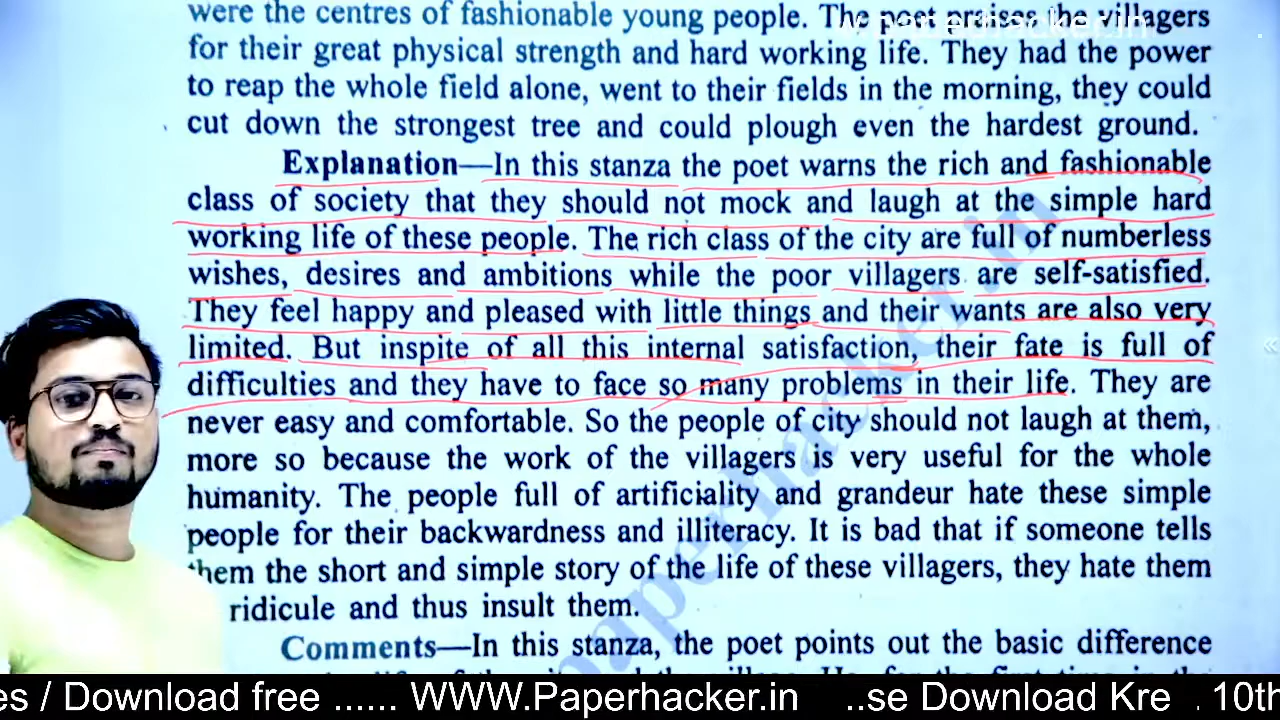 were the centres of fashionable young people. The poet praises the villagers
for their great physical strength and hard working life. They had the power
to reap the whole field alone, went to their fields in the morning, they could
cut down the strongest tree and could plough even the hardest ground.
Explanation—In this stanza the poet warns the rich and fashionable
class of society that they should not mock and laugh at the simple hard
working life of these people. The rich class of the city are full of numberless
wishes, desires and ambitions while the poor villagers are self-satisfied.
They feel happy and pleased with little things and their wants are also very
limited. But inspite of all this internal satisfaction, their fate is full of
difficulties and they have to face so many problems in their life. They are
never easy and comfortable. So the people of city should not laugh at them,
more so because the work of the villagers is very useful for the whole
humanity. The people full of artificiality and grandeur hate these simple
people for their backwardness and illiteracy. It is bad that if someone tells
them the short and simple story of the life of these villagers, they hate them
ridicule and thus insult them.
Comments—In this stanza, the poet points out the basic difference
paperhacker.in
es / Download free ...... WWW.Paperhacker.in ..se Download Kre . 10th